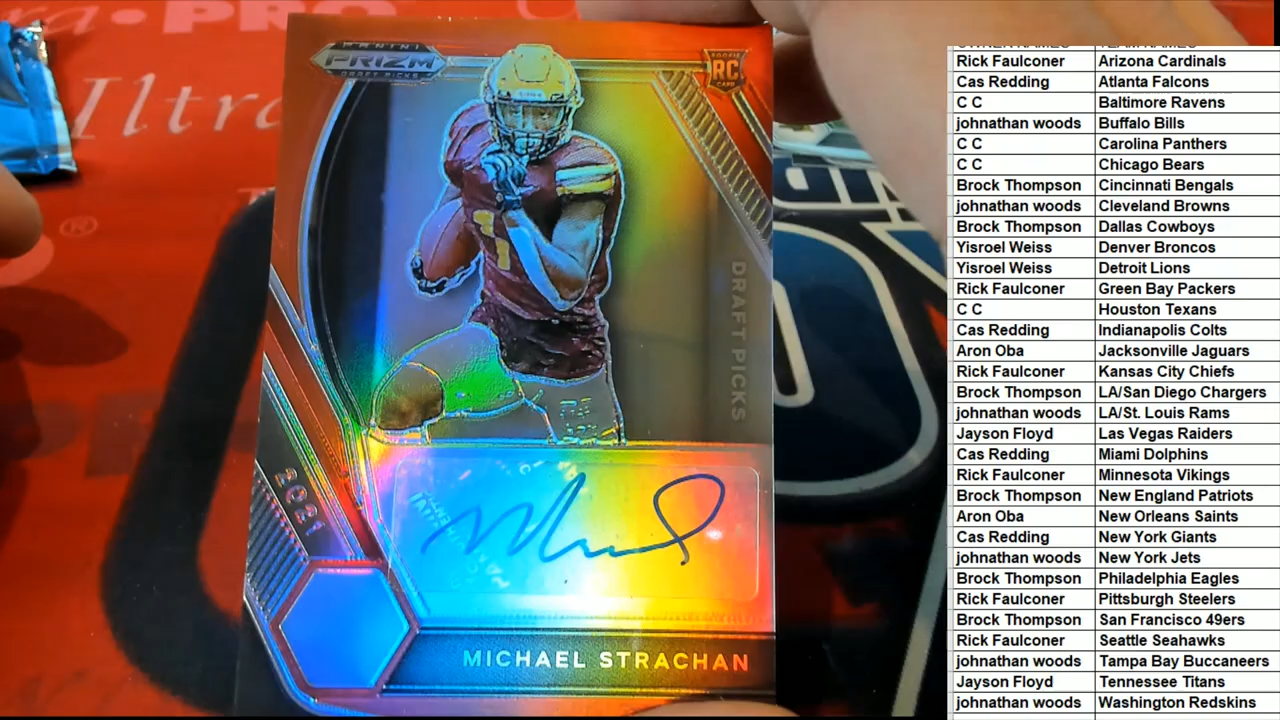 PANINI
PRIZM
DRAFT PICKS
ROOKIE
RC
CARD
DRAFT PICKS
2021
MICHAEL STRACHAN
OWNER NAMES TEAM NAMES
Rick Faulconer Arizona Cardinals
Cas Redding Atlanta Falcons
C C Baltimore Ravens
johnathan woods Buffalo Bills
C C Carolina Panthers
C C Chicago Bears
Brock Thompson Cincinnati Bengals
johnathan woods Cleveland Browns
Brock Thompson Dallas Cowboys
Yisroel Weiss Denver Broncos
Yisroel Weiss Detroit Lions
Rick Faulconer Green Bay Packers
C C Houston Texans
Cas Redding Indianapolis Colts
Aron Oba Jacksonville Jaguars
Rick Faulconer Kansas City Chiefs
Brock Thompson LA/San Diego Chargers
johnathan woods LA/St. Louis Rams
Jayson Floyd Las Vegas Raiders
Cas Redding Miami Dolphins
Rick Faulconer Minnesota Vikings
Brock Thompson New England Patriots
Aron Oba New Orleans Saints
Cas Redding New York Giants
johnathan woods New York Jets
Brock Thompson Philadelphia Eagles
Rick Faulconer Pittsburgh Steelers
Brock Thompson San Francisco 49ers
Rick Faulconer Seattle Seahawks
johnathan woods Tampa Bay Buccaneers
Jayson Floyd Tennessee Titans
johnathan woods Washington Redskins